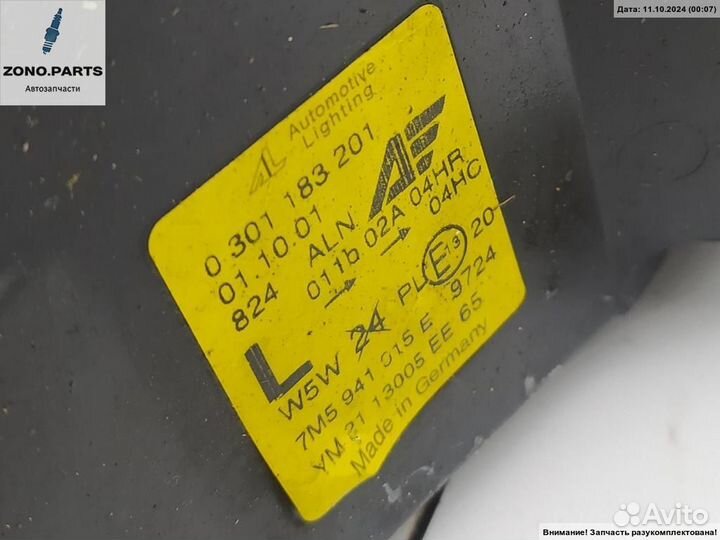 ZONO.PARTS
Автозапчасти
Дата: 11.10.2024 (00:07)
AL Automotive Lighting
0 301 183 201
01.10.01
824 ALN
011b 02A 04HR
04HC
L
W5W 24 PL E13 20
7M5 941 015 E 9724
YM 21 13005 EE 65
Made in Germany
Avito
Внимание! Запчасть разукомплектована!